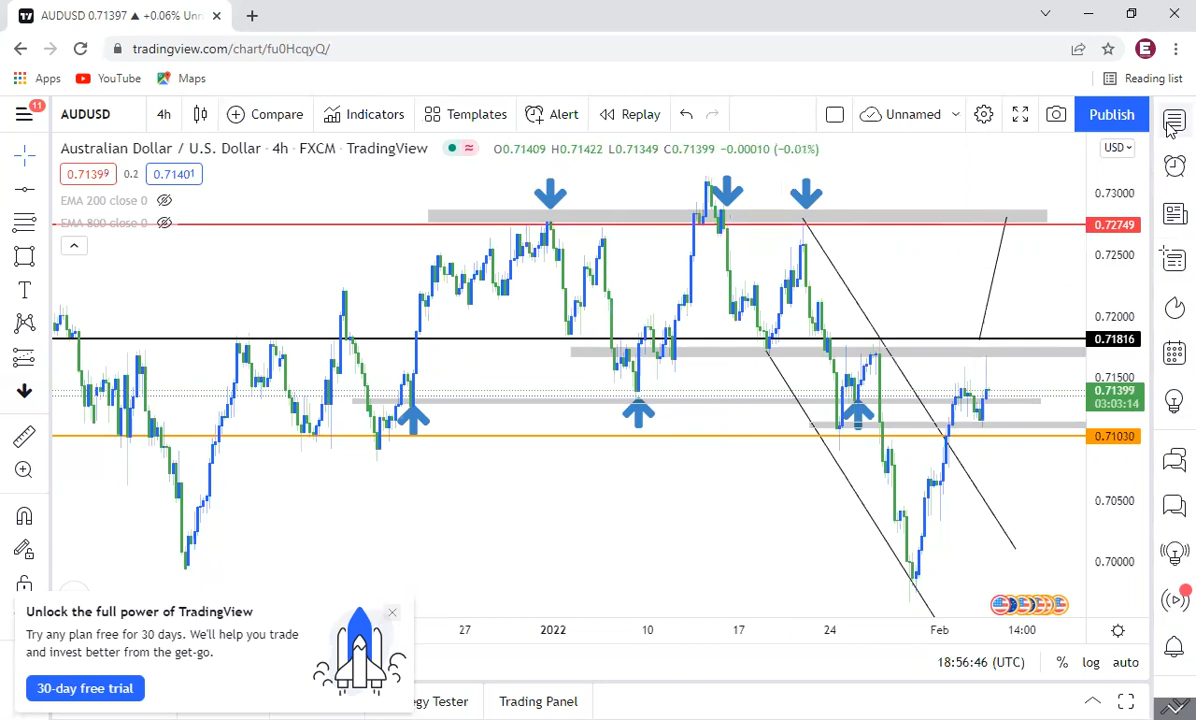 AUDUSD 0.71397 ▲ +0.06% Unn
tradingview.com/chart/fu0HcqyQ/
Apps YouTube Maps Reading list
11
AUDUSD 4h Compare Indicators Templates Alert Replay Unnamed Publish
Australian Dollar / U.S. Dollar · 4h · FXCM · TradingView O0.71409 H0.71422 L0.71349 C0.71399 −0.00010 (−0.01%)
USD
0.71399 0.2 0.71401
EMA 200 close 0
EMA 800 close 0
0.73000
0.72749
0.72500
0.72000
0.71816
0.71500
0.71399
03:03:14
0.71030
0.70500
0.70000
27 2022 10 17 24 Feb 14:00
Unlock the full power of TradingView
Try any plan free for 30 days. We'll help you trade
and invest better from the get-go.
30-day free trial
18:56:46 (UTC) % log auto
gy Tester Trading Panel